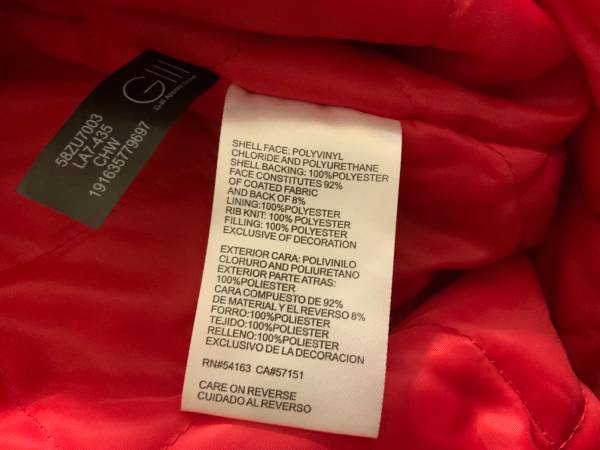 GIII
G-III Apparel Group
58ZU7003
LA7-435
CHW
191635779697
SHELL FACE: POLYVINYL
CHLORIDE AND POLYURETHANE
SHELL BACKING: 100%POLYESTER
FACE CONSTITUTES 92%
OF COATED FABRIC
AND BACK OF 8%
LINING:100%POLYESTER
RIB KNIT: 100% POLYESTER
FILLING: 100% POLYESTER
EXCLUSIVE OF DECORATION
EXTERIOR CARA: POLIVINILO
CLORURO AND POLIURETANO
EXTERIOR PARTE ATRAS:
100%POLIESTER
CARA COMPUESTO DE 92%
DE MATERIAL Y EL REVERSO 8%
FORRO:100%POLIESTER
TEJIDO:100%POLIESTER
RELLENO:100%POLIESTER
EXCLUSIVO DE LA DECORACION
RN#54163 CA#57151
CARE ON REVERSE
CUIDADO AL REVERSO